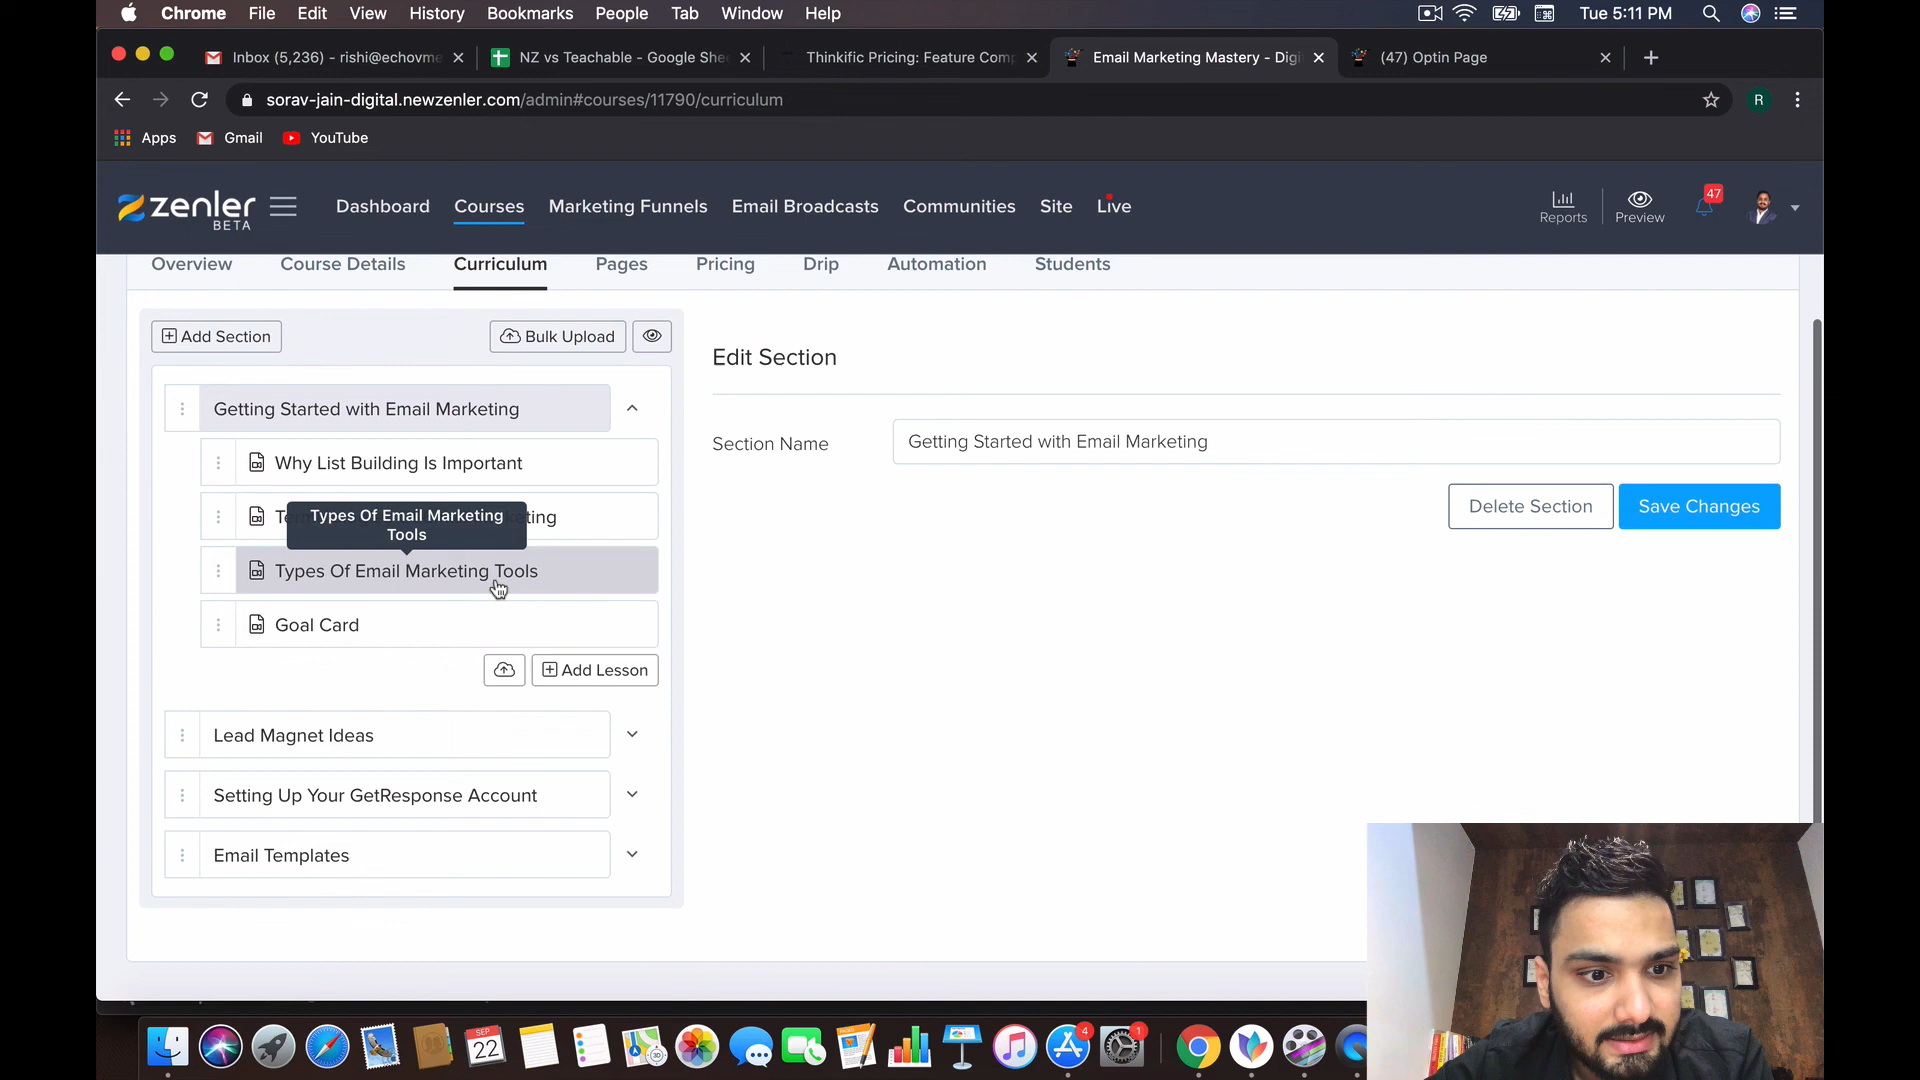 Chrome File Edit View History Bookmarks People Tab Window Help Tue 5:11 PM
Inbox (5,236) - rishi@echovme NZ vs Teachable - Google She Thinkific Pricing: Feature Comp Email Marketing Mastery - Digi (47) Optin Page
sorav-jain-digital.newzenler.com/admin#courses/11790/curriculum R
Apps Gmail YouTube
zenler BETA Dashboard Courses Marketing Funnels Email Broadcasts Communities Site Live Reports Preview 47
Overview Course Details Curriculum Pages Pricing Drip Automation Students
Add Section Bulk Upload
Edit Section
Getting Started with Email Marketing
Section Name Getting Started with Email Marketing
Why List Building Is Important
Types Of Email Marketing
Tools
Delete Section Save Changes
Types Of Email Marketing Tools
Goal Card
Add Lesson
Lead Magnet Ideas
Setting Up Your GetResponse Account
Email Templates
SEP
22
3D
4
1